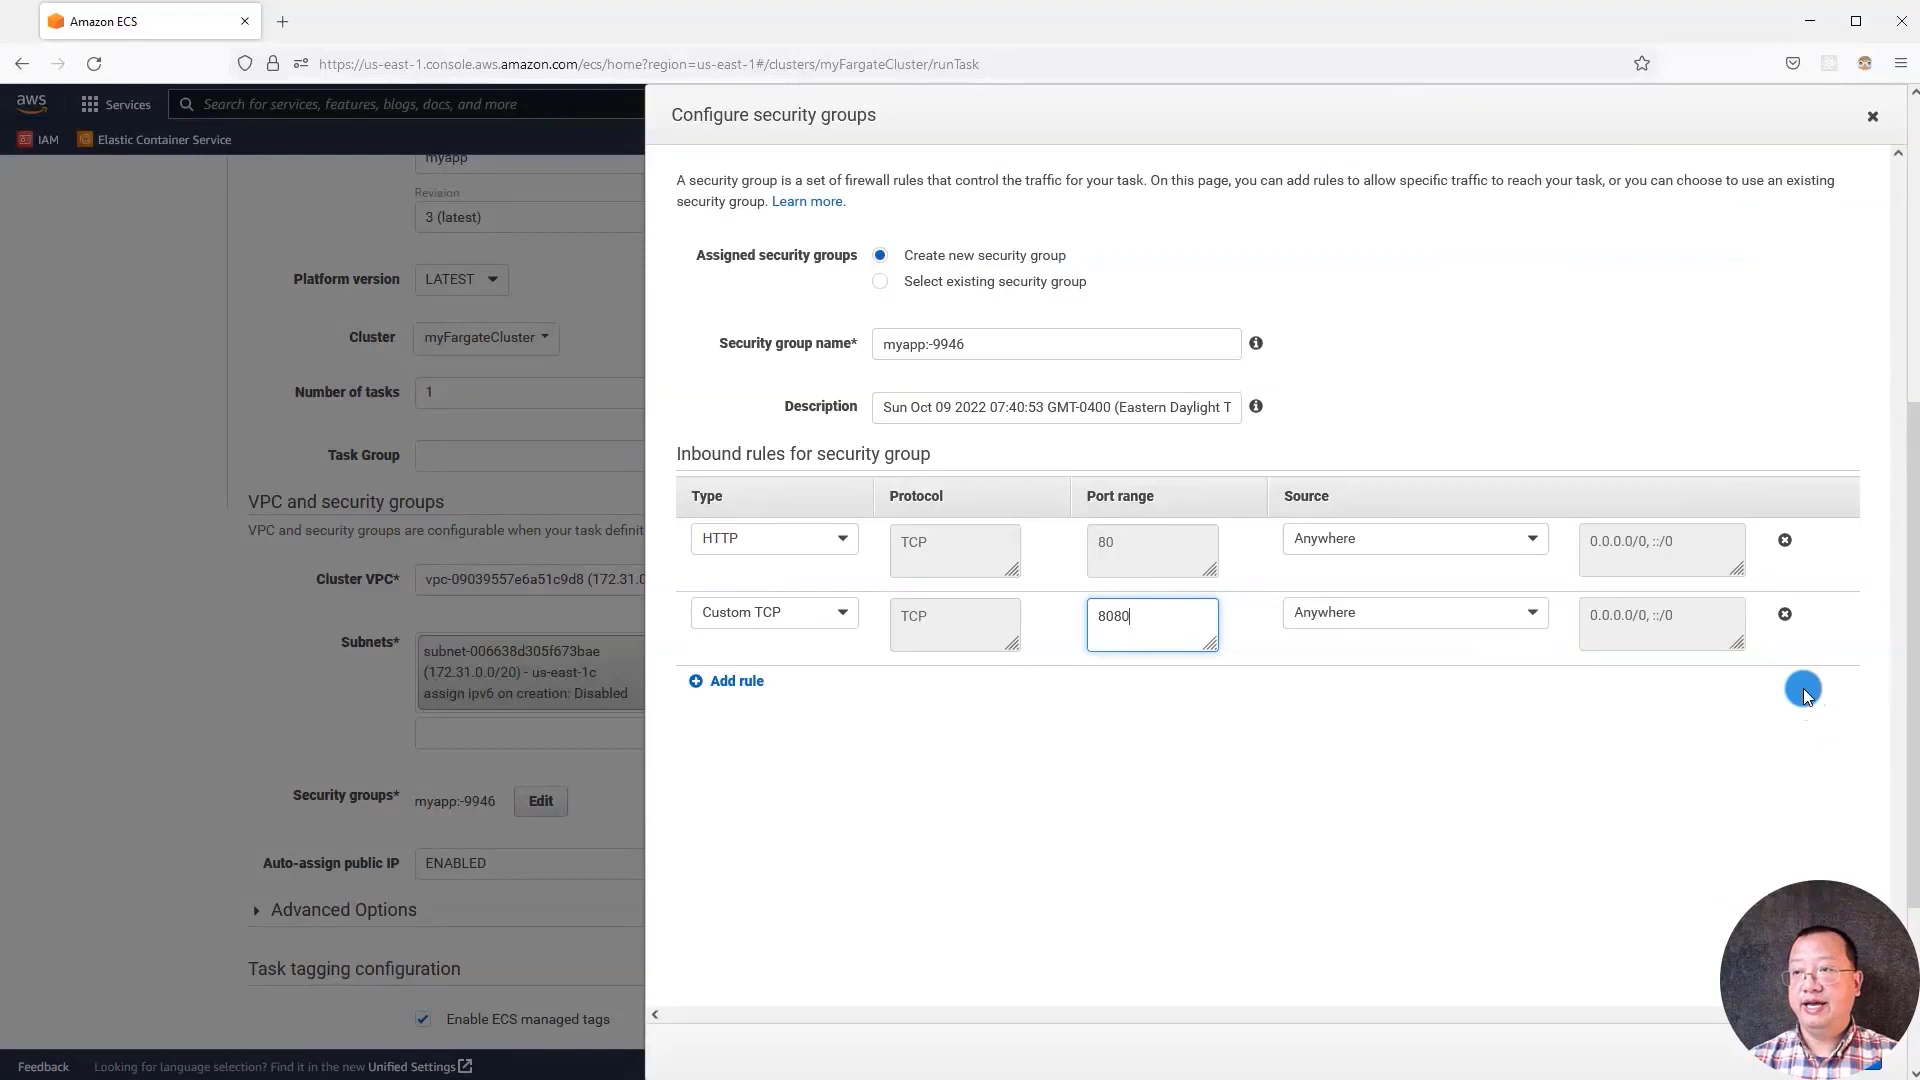 Amazon ECS
https://us-east-1.console.aws.amazon.com/ecs/home?region=us-east-1#/clusters/myFargateCluster/runTask
aws
Services
Search for services, features, blogs, docs, and more
IAM
Elastic Container Service
myapp
Revision
3 (latest)
Platform version
LATEST
Cluster
myFargateCluster
Number of tasks
1
Task Group
VPC and security groups
VPC and security groups are configurable when your task definit
Cluster VPC*
vpc-09039557e6a51c9d8 (172.31.0
Subnets*
subnet-006638d305f673bae
(172.31.0.0/20) - us-east-1c
assign ipv6 on creation: Disabled
Security groups*
myapp:-9946
Edit
Auto-assign public IP
ENABLED
Advanced Options
Task tagging configuration
Enable ECS managed tags
Configure security groups
A security group is a set of firewall rules that control the traffic for your task. On this page, you can add rules to allow specific traffic to reach your task, or you can choose to use an existing
security group. Learn more.
Assigned security groups
Create new security group
Select existing security group
Security group name*
myapp:-9946
Description
Sun Oct 09 2022 07:40:53 GMT-0400 (Eastern Daylight T
Inbound rules for security group
Type Protocol Port range Source
HTTP TCP 80 Anywhere 0.0.0.0/0, ::/0
Custom TCP TCP 8080 Anywhere 0.0.0.0/0, ::/0
Add rule
Feedback
Looking for language selection? Find it in the new Unified Settings